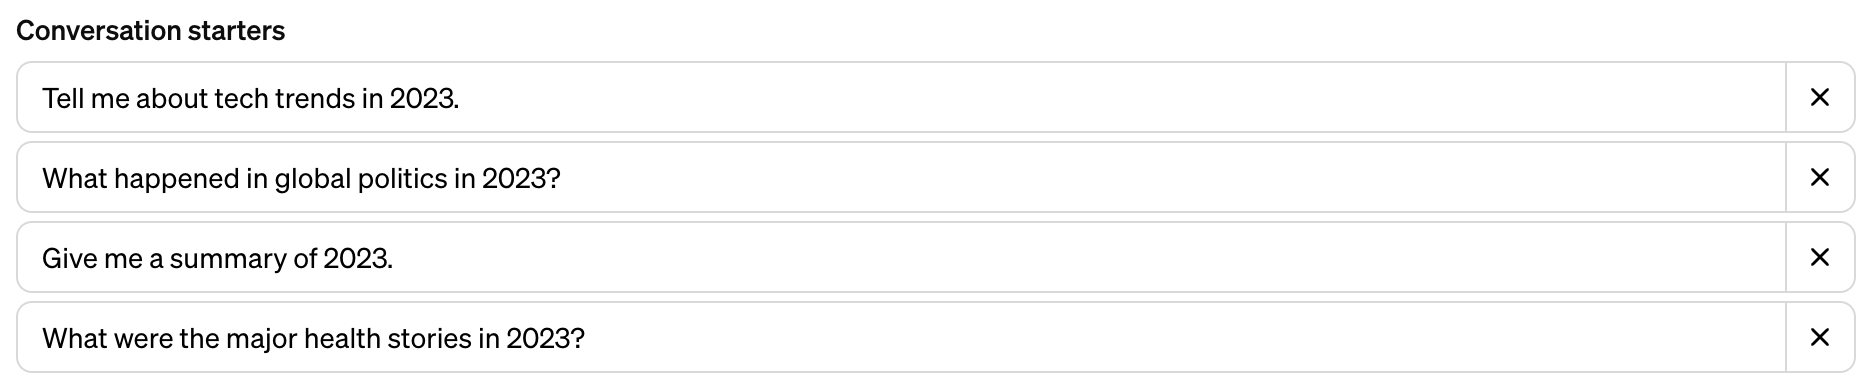 Conversation starters
Tell me about tech trends in 2023.
What happened in global politics in 2023?
Give me a summary of 2023.
What were the major health stories in 2023?